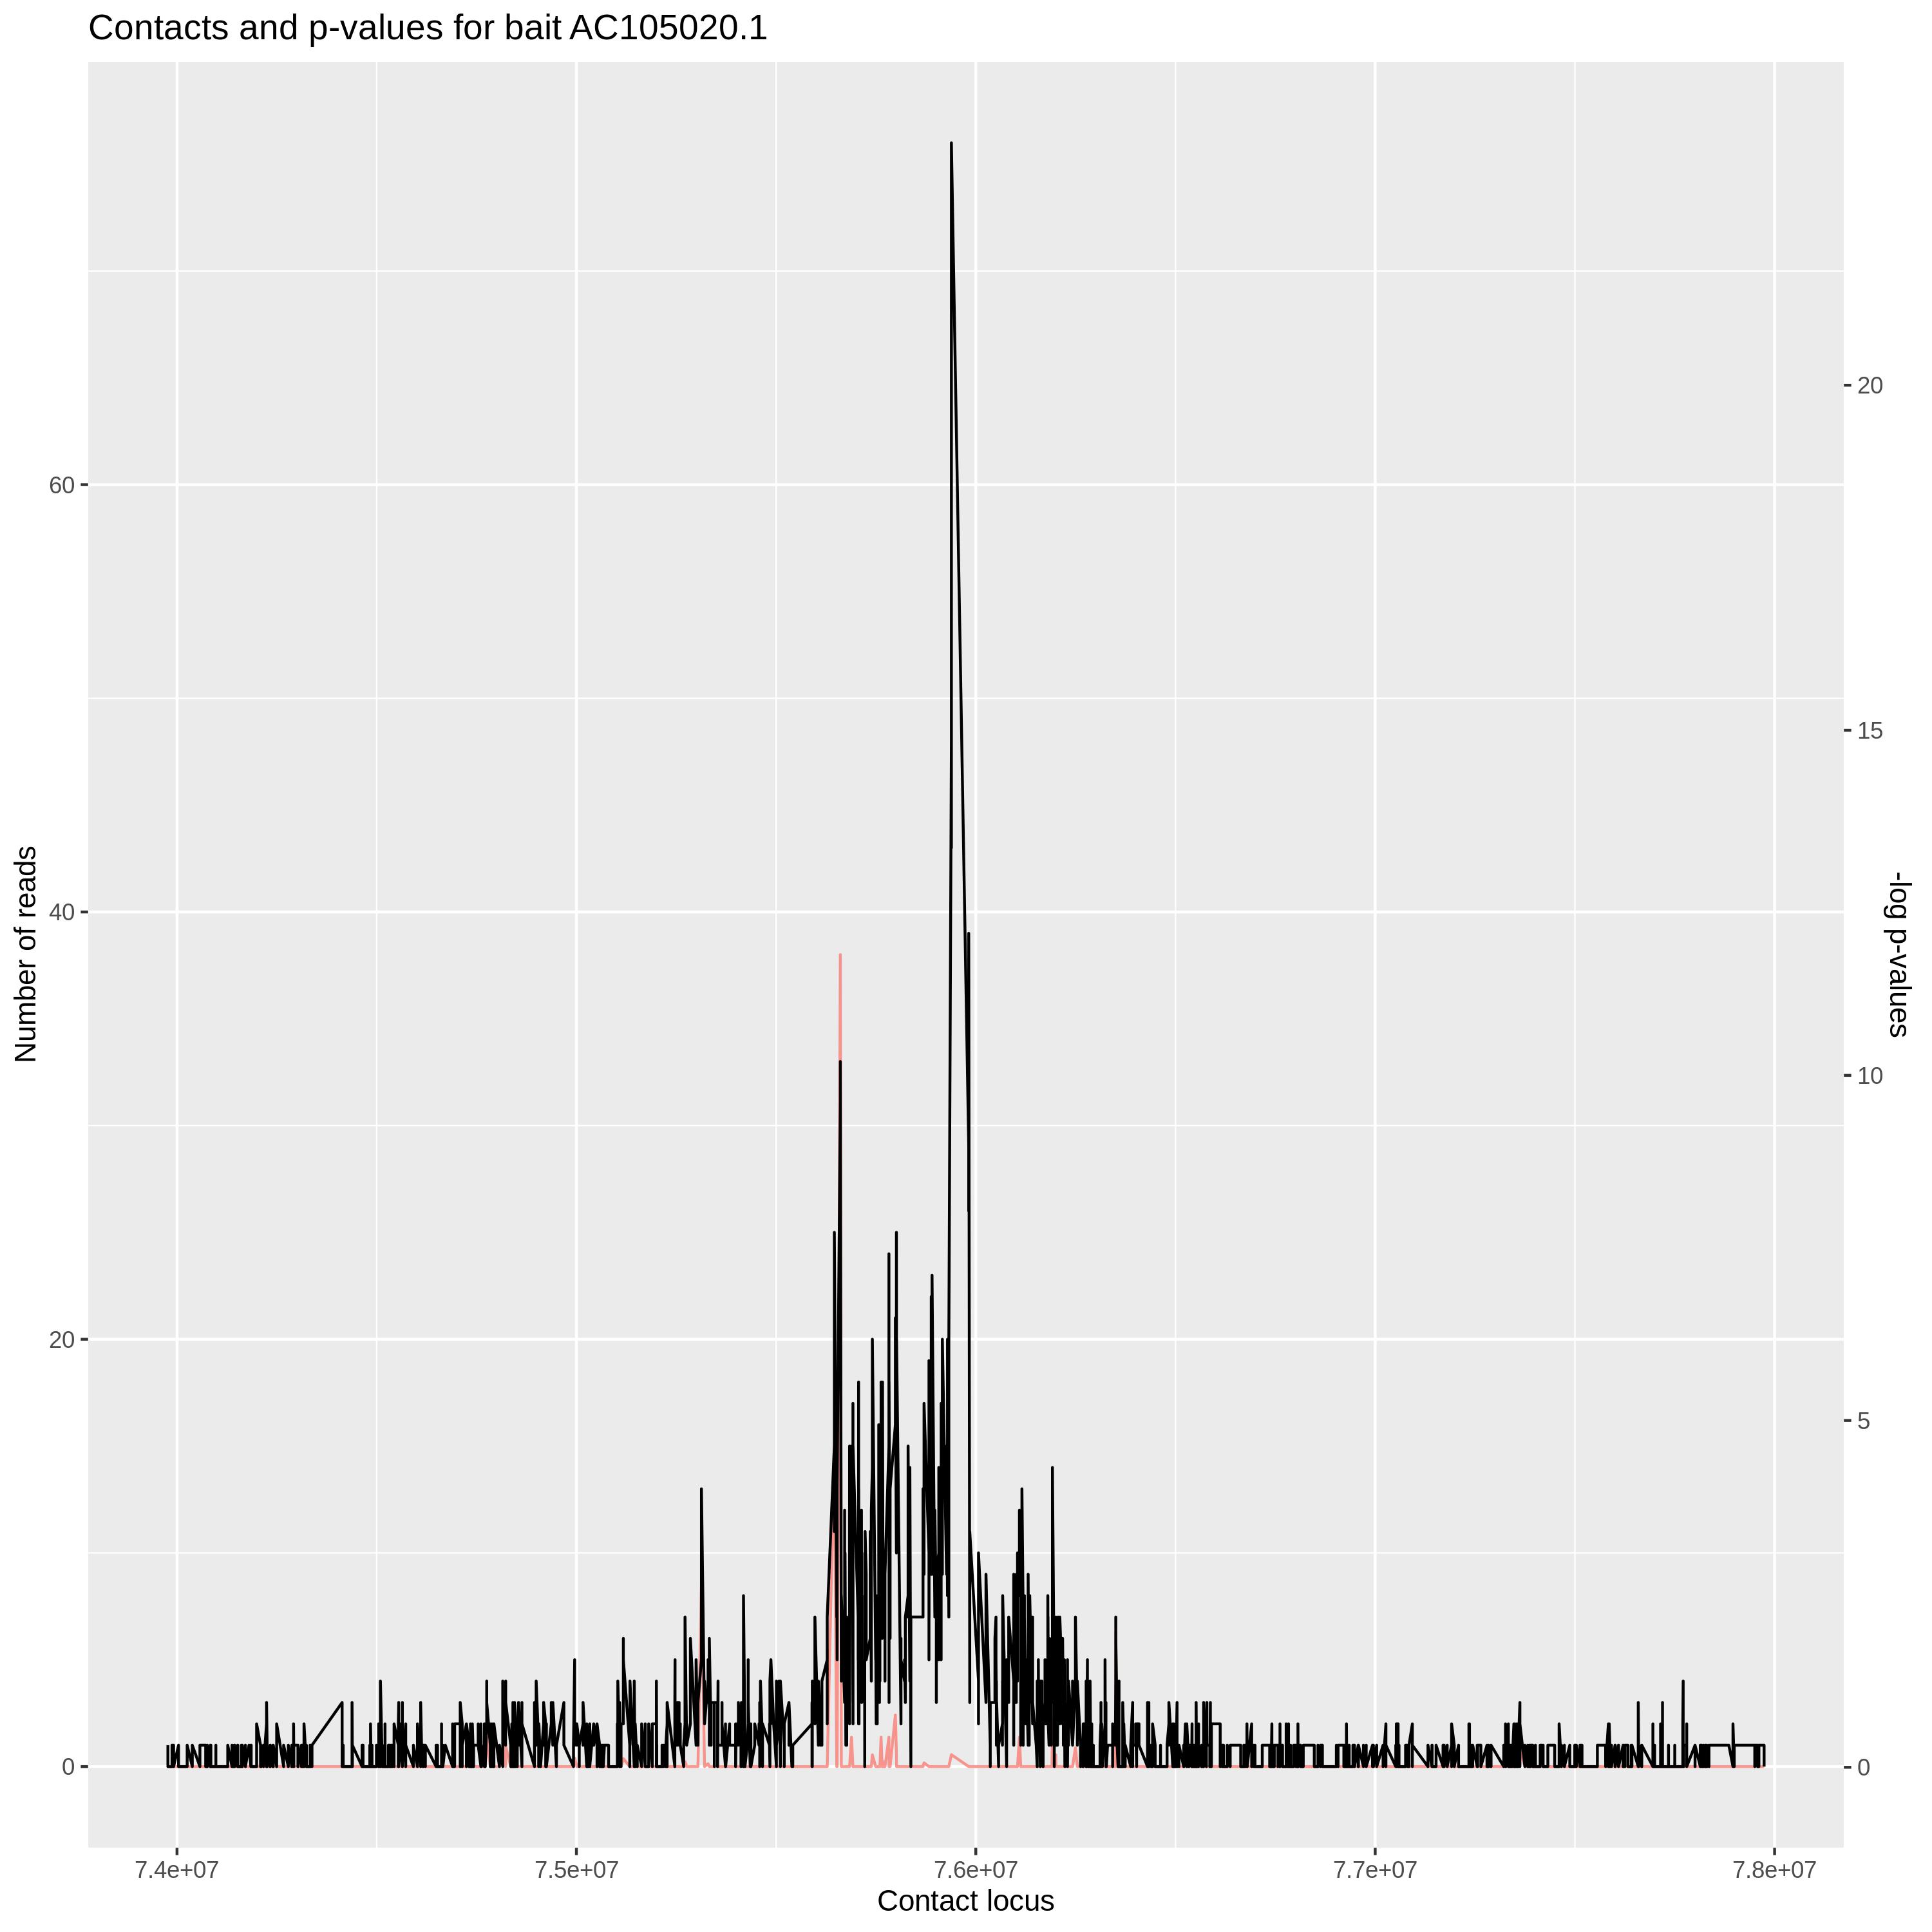 Contacts and p-values for bait AC105020.1
60
40
20
0
20
15
10
5
0
Number of reads
-log p-values
7.4e+07
7.5e+07
7.6e+07
7.7e+07
7.8e+07
Contact locus